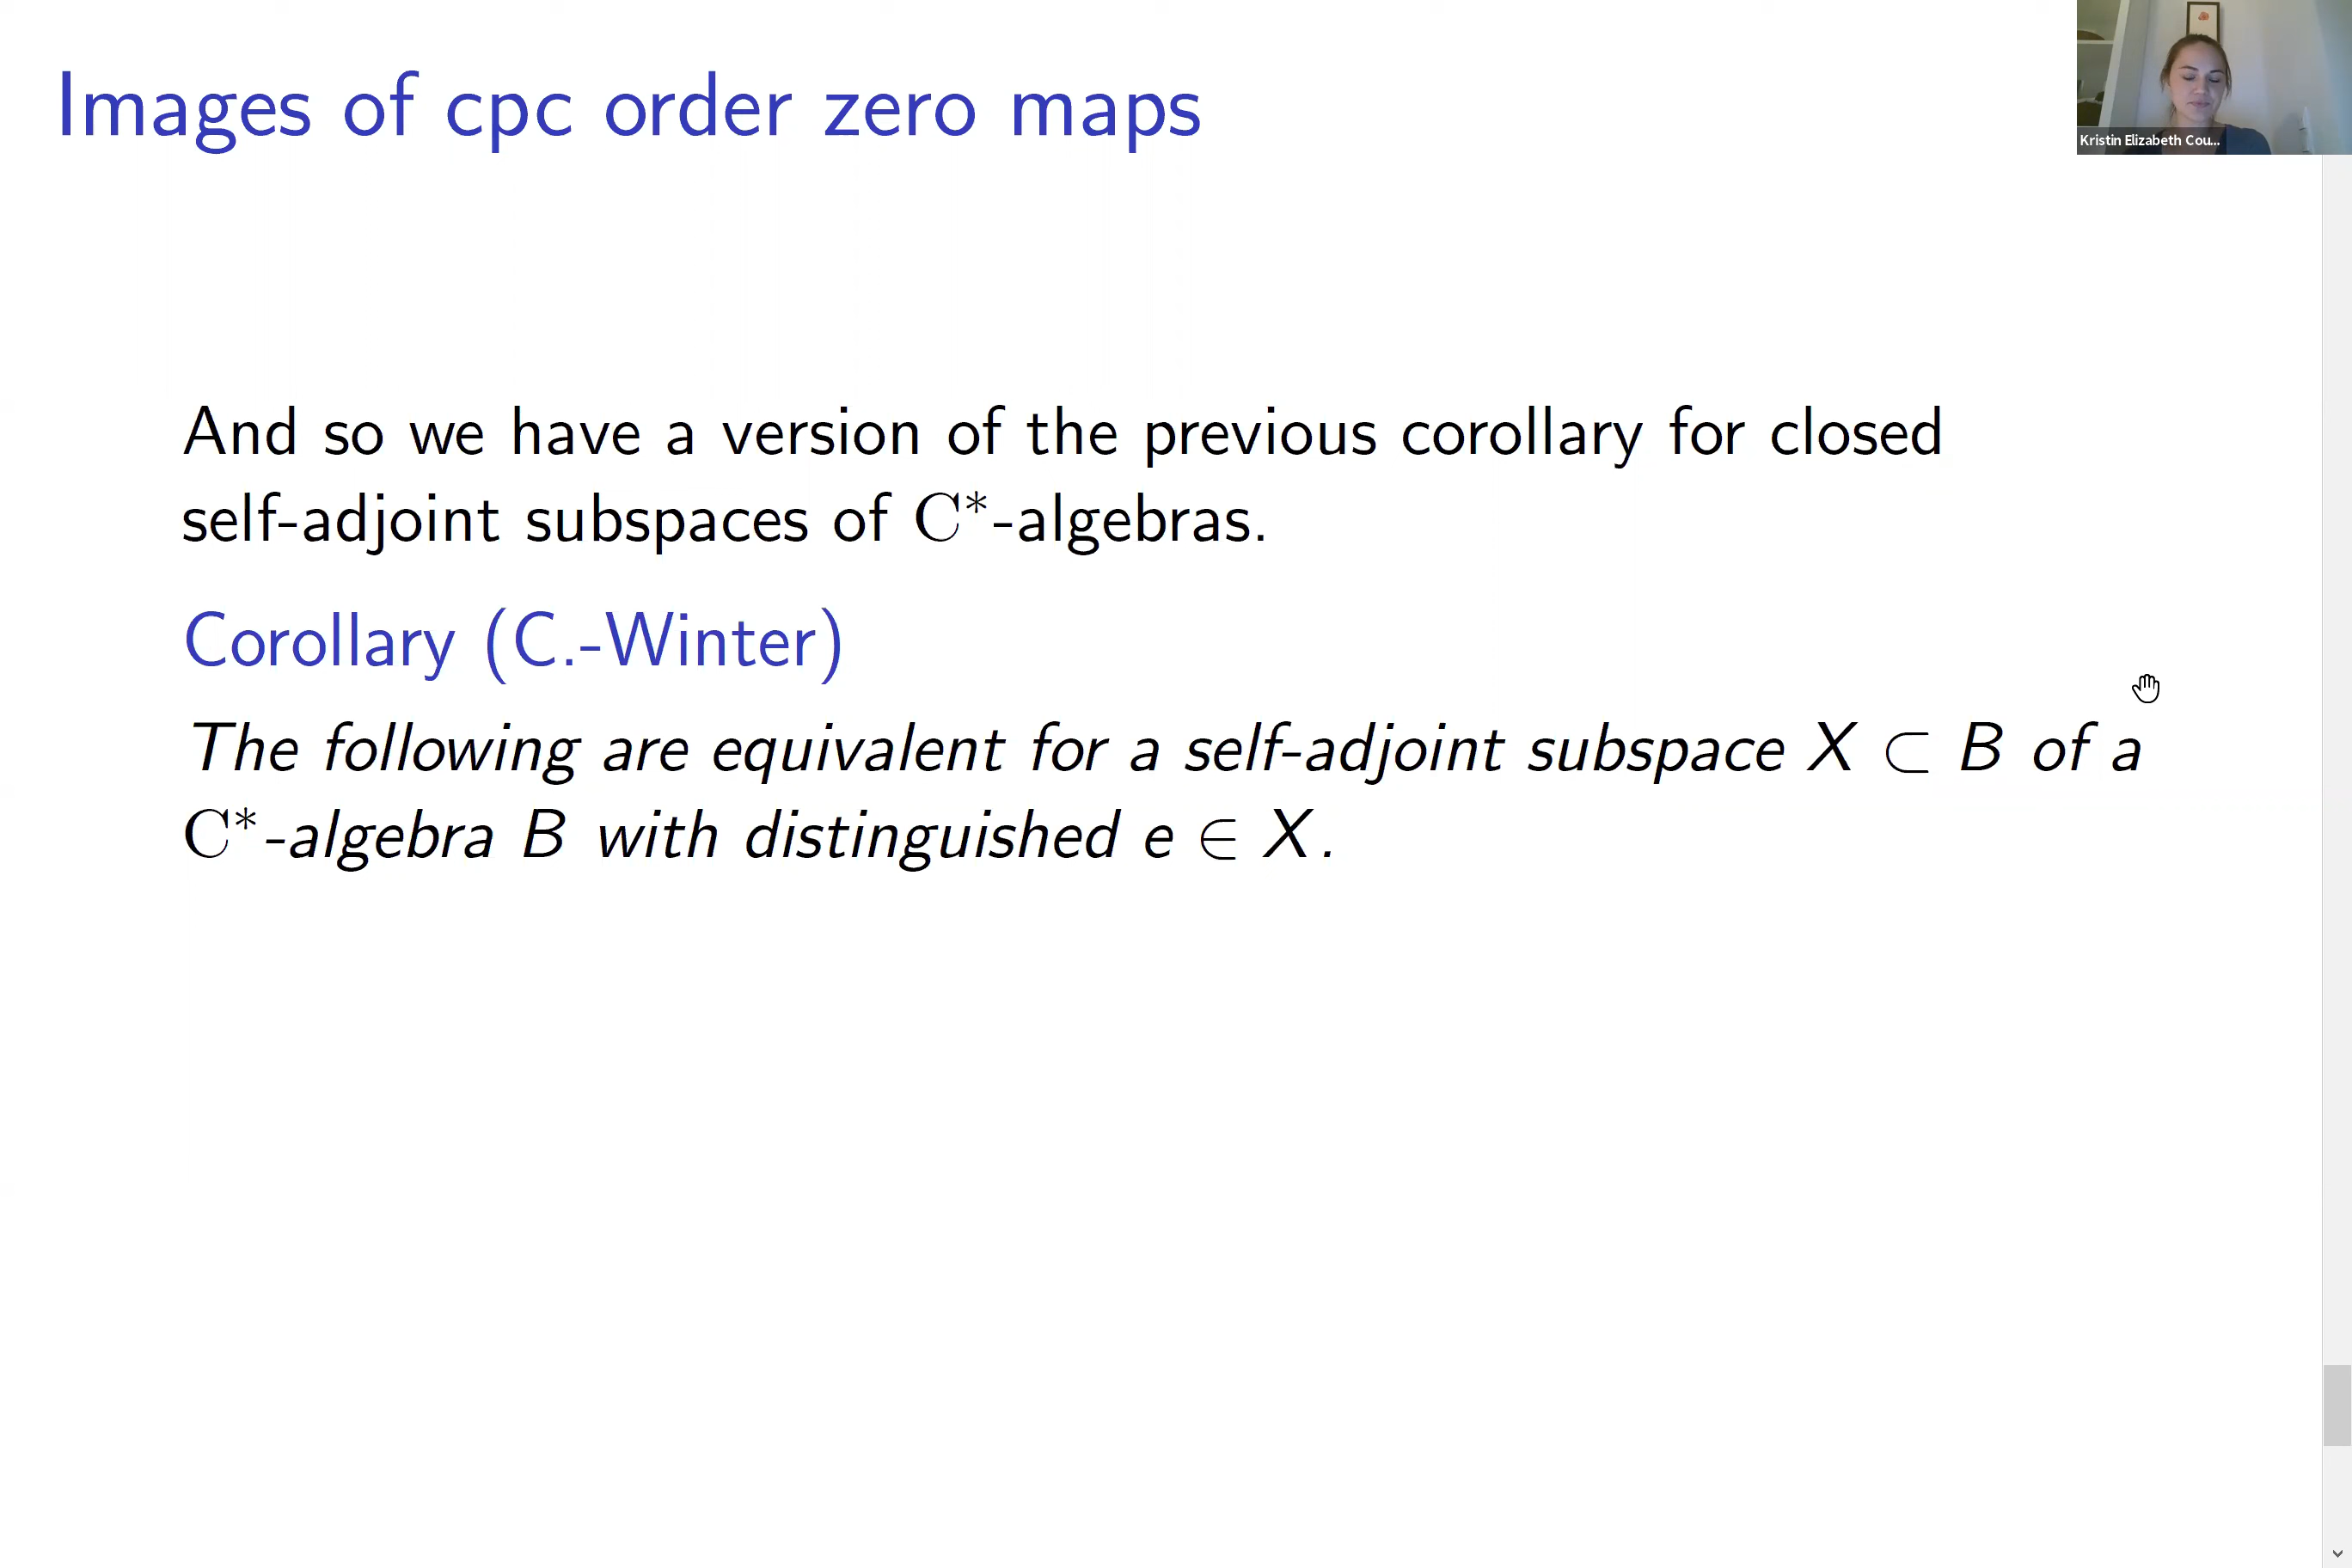 Images of cpc order zero maps
Kristin Elizabeth Cou...
And so we have a version of the previous corollary for closed
self-adjoint subspaces of C*-algebras.
Corollary (C.-Winter)
The following are equivalent for a self-adjoint subspace X ⊂ B of a
C*-algebra B with distinguished e ∈ X.